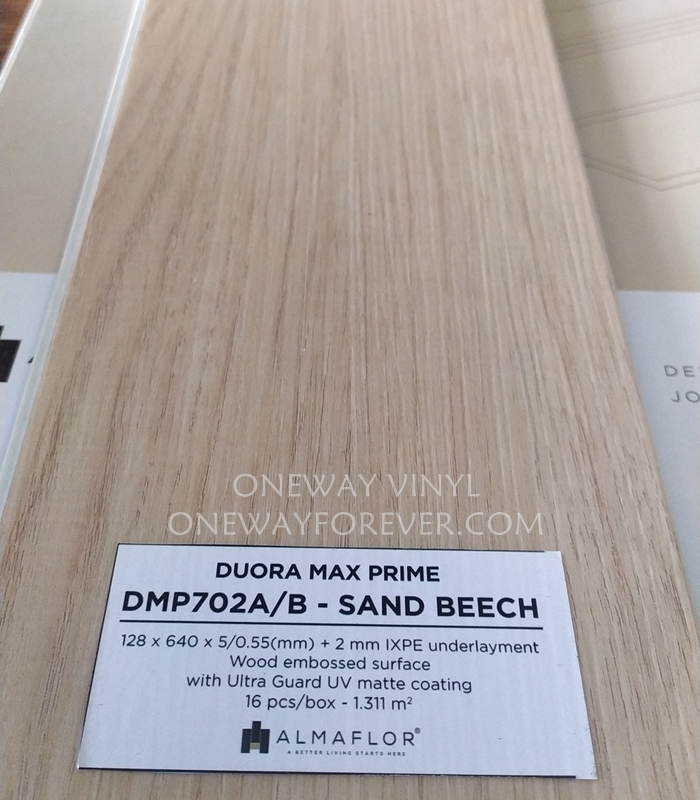 DE
JO
ONEWAY VINYL
ONEWAYFOREVER.COM
DUORA MAX PRIME
DMP702A/B - SAND BEECH
128 x 640 x 5/0.55(mm) + 2 mm IXPE underlayment
Wood embossed surface
with Ultra Guard UV matte coating
16 pcs/box - 1.311 m²
ALMAFLOR®
A BETTER LIVING STARTS HERE